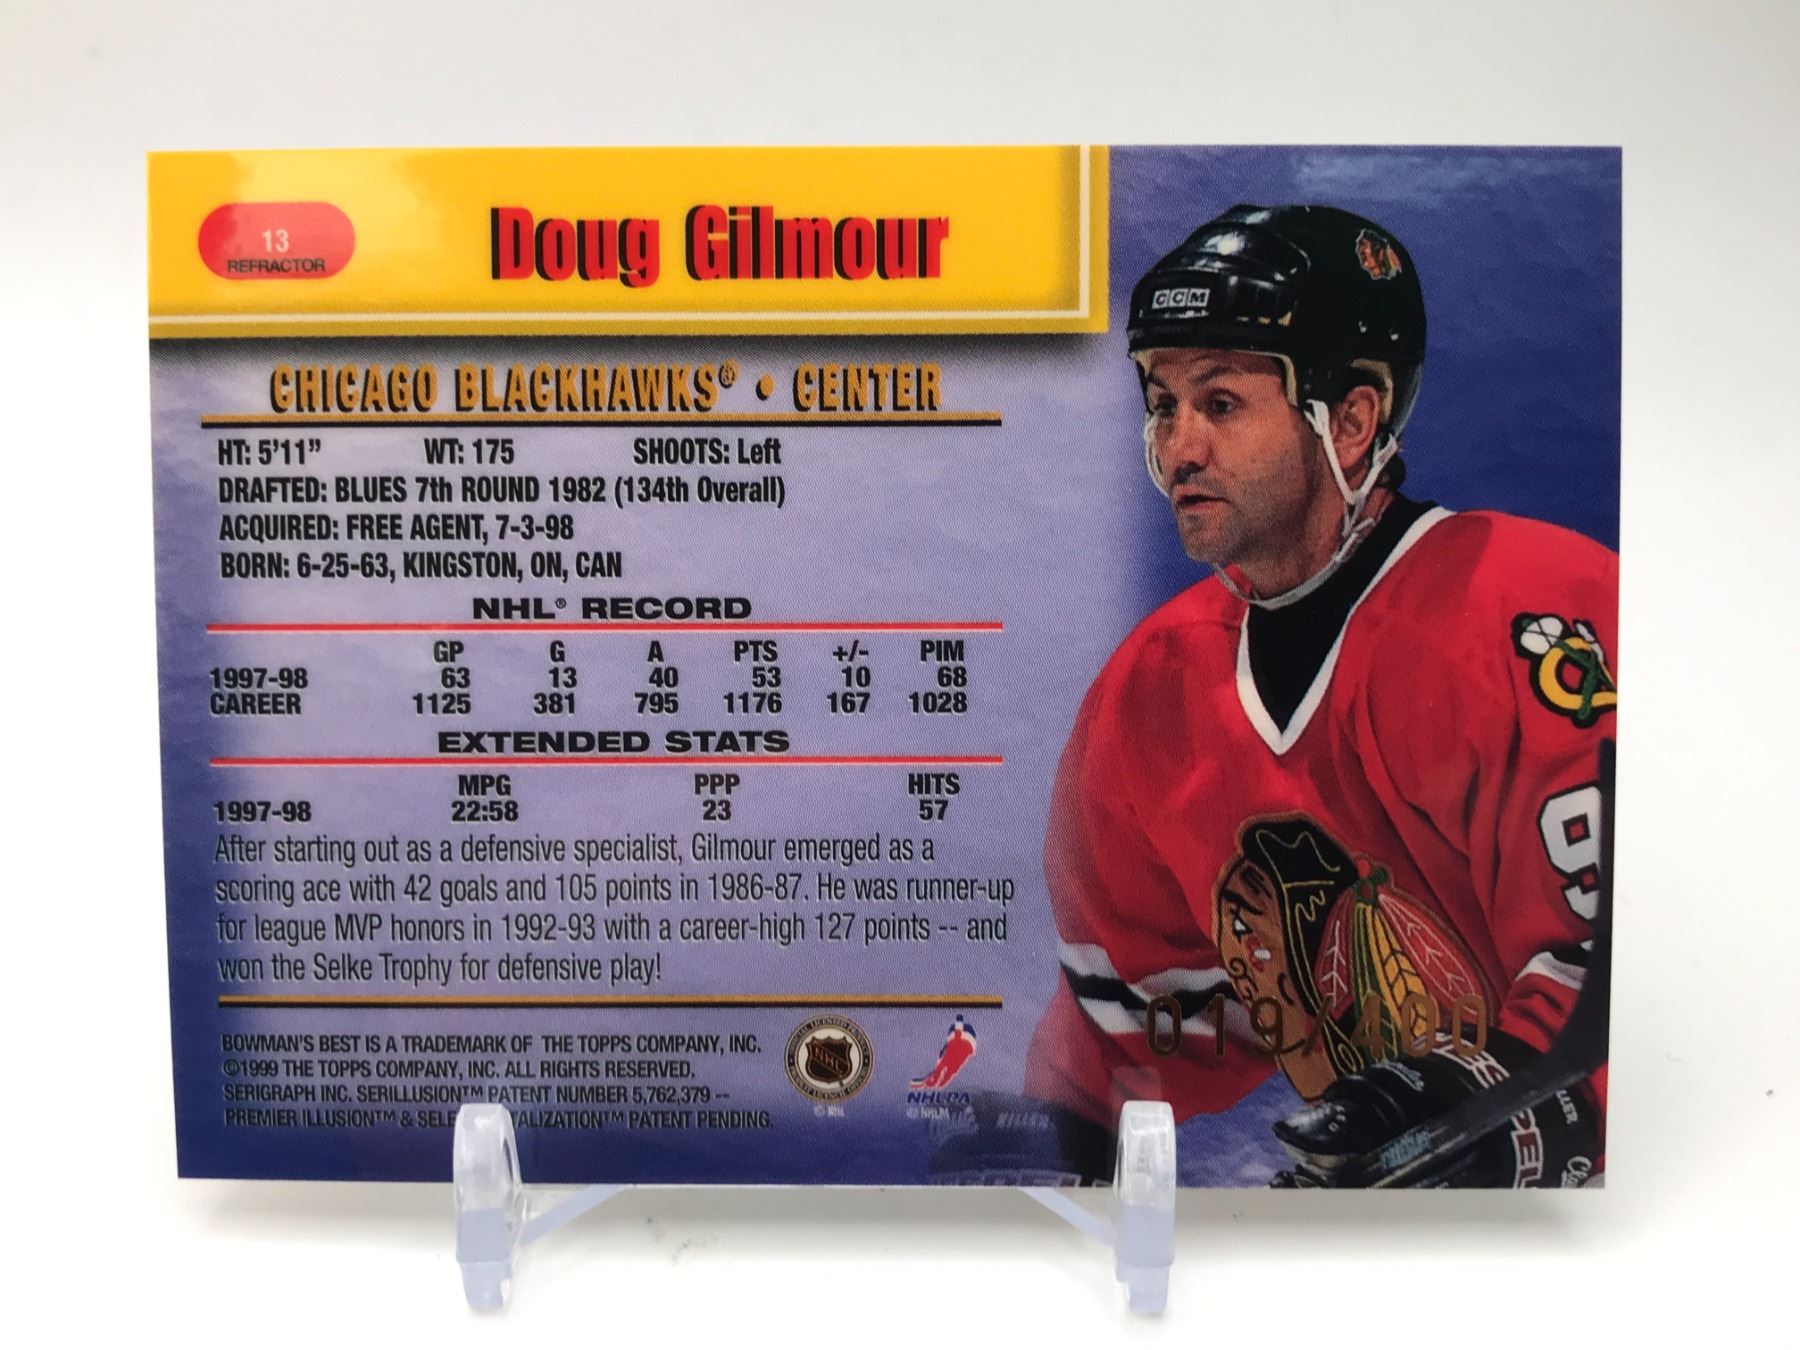 13
REFRACTOR
Doug Gilmour
CHICAGO BLACKHAWKS® • CENTER
HT: 5'11" WT: 175 SHOOTS: Left
DRAFTED: BLUES 7th ROUND 1982 (134th Overall)
ACQUIRED: FREE AGENT, 7-3-98
BORN: 6-25-63, KINGSTON, ON, CAN
NHL® RECORD
GP G A PTS +/- PIM
1997-98 63 13 40 53 10 68
CAREER 1125 381 795 1176 167 1028
EXTENDED STATS
MPG PPP HITS
1997-98 22:58 23 57
After starting out as a defensive specialist, Gilmour emerged as a
scoring ace with 42 goals and 105 points in 1986-87. He was runner-up
for league MVP honors in 1992-93 with a career-high 127 points -- and
won the Selke Trophy for defensive play!
BOWMAN'S BEST IS A TRADEMARK OF THE TOPPS COMPANY, INC.
©1999 THE TOPPS COMPANY, INC. ALL RIGHTS RESERVED.
SERIGRAPH INC. SERILLUSION™ PATENT NUMBER 5,762,379 --
PREMIER ILLUSION™ & SELE ALIZATION™ PATENT PENDING.
NHL
© NHL
NHLPA
CCM
9
019/400